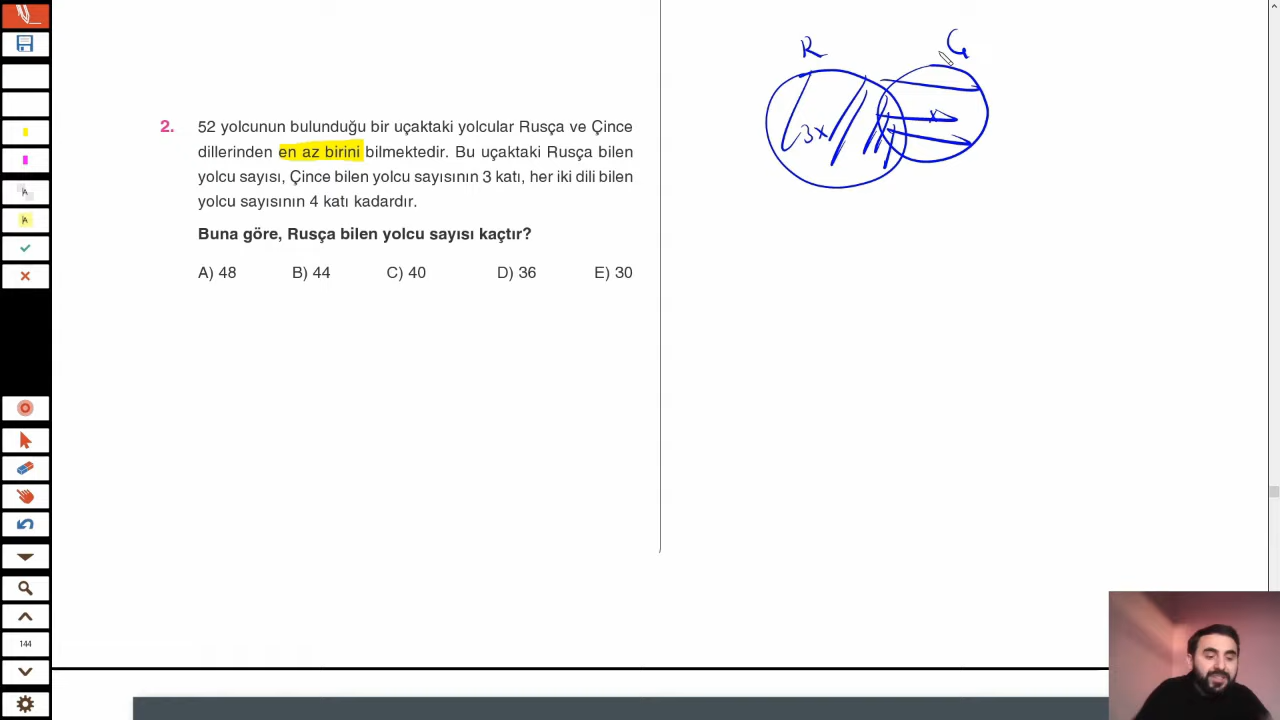 R
Ç
3x
x
2. 52 yolcunun bulunduğu bir uçaktaki yolcular Rusça ve Çince
dillerinden en az birini bilmektedir. Bu uçaktaki Rusça bilen
yolcu sayısı, Çince bilen yolcu sayısının 3 katı, her iki dili bilen
yolcu sayısının 4 katı kadardır.
Buna göre, Rusça bilen yolcu sayısı kaçtır?
A) 48 B) 44 C) 40 D) 36 E) 30
A
A
144